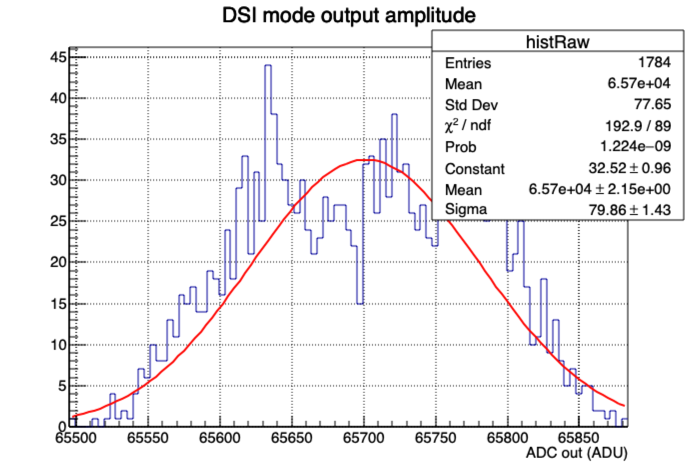 DSI mode output amplitude
histRaw
Entries 1784
Mean 6.57e+04
Std Dev 77.65
χ² / ndf 192.9 / 89
Prob 1.224e−09
Constant 32.52 ± 0.96
Mean 6.57e+04 ± 2.15e+00
Sigma 79.86 ± 1.43
45
40
35
30
25
20
15
10
5
0
65500 65550 65600 65650 65700 65750 65800 65850
ADC out (ADU)